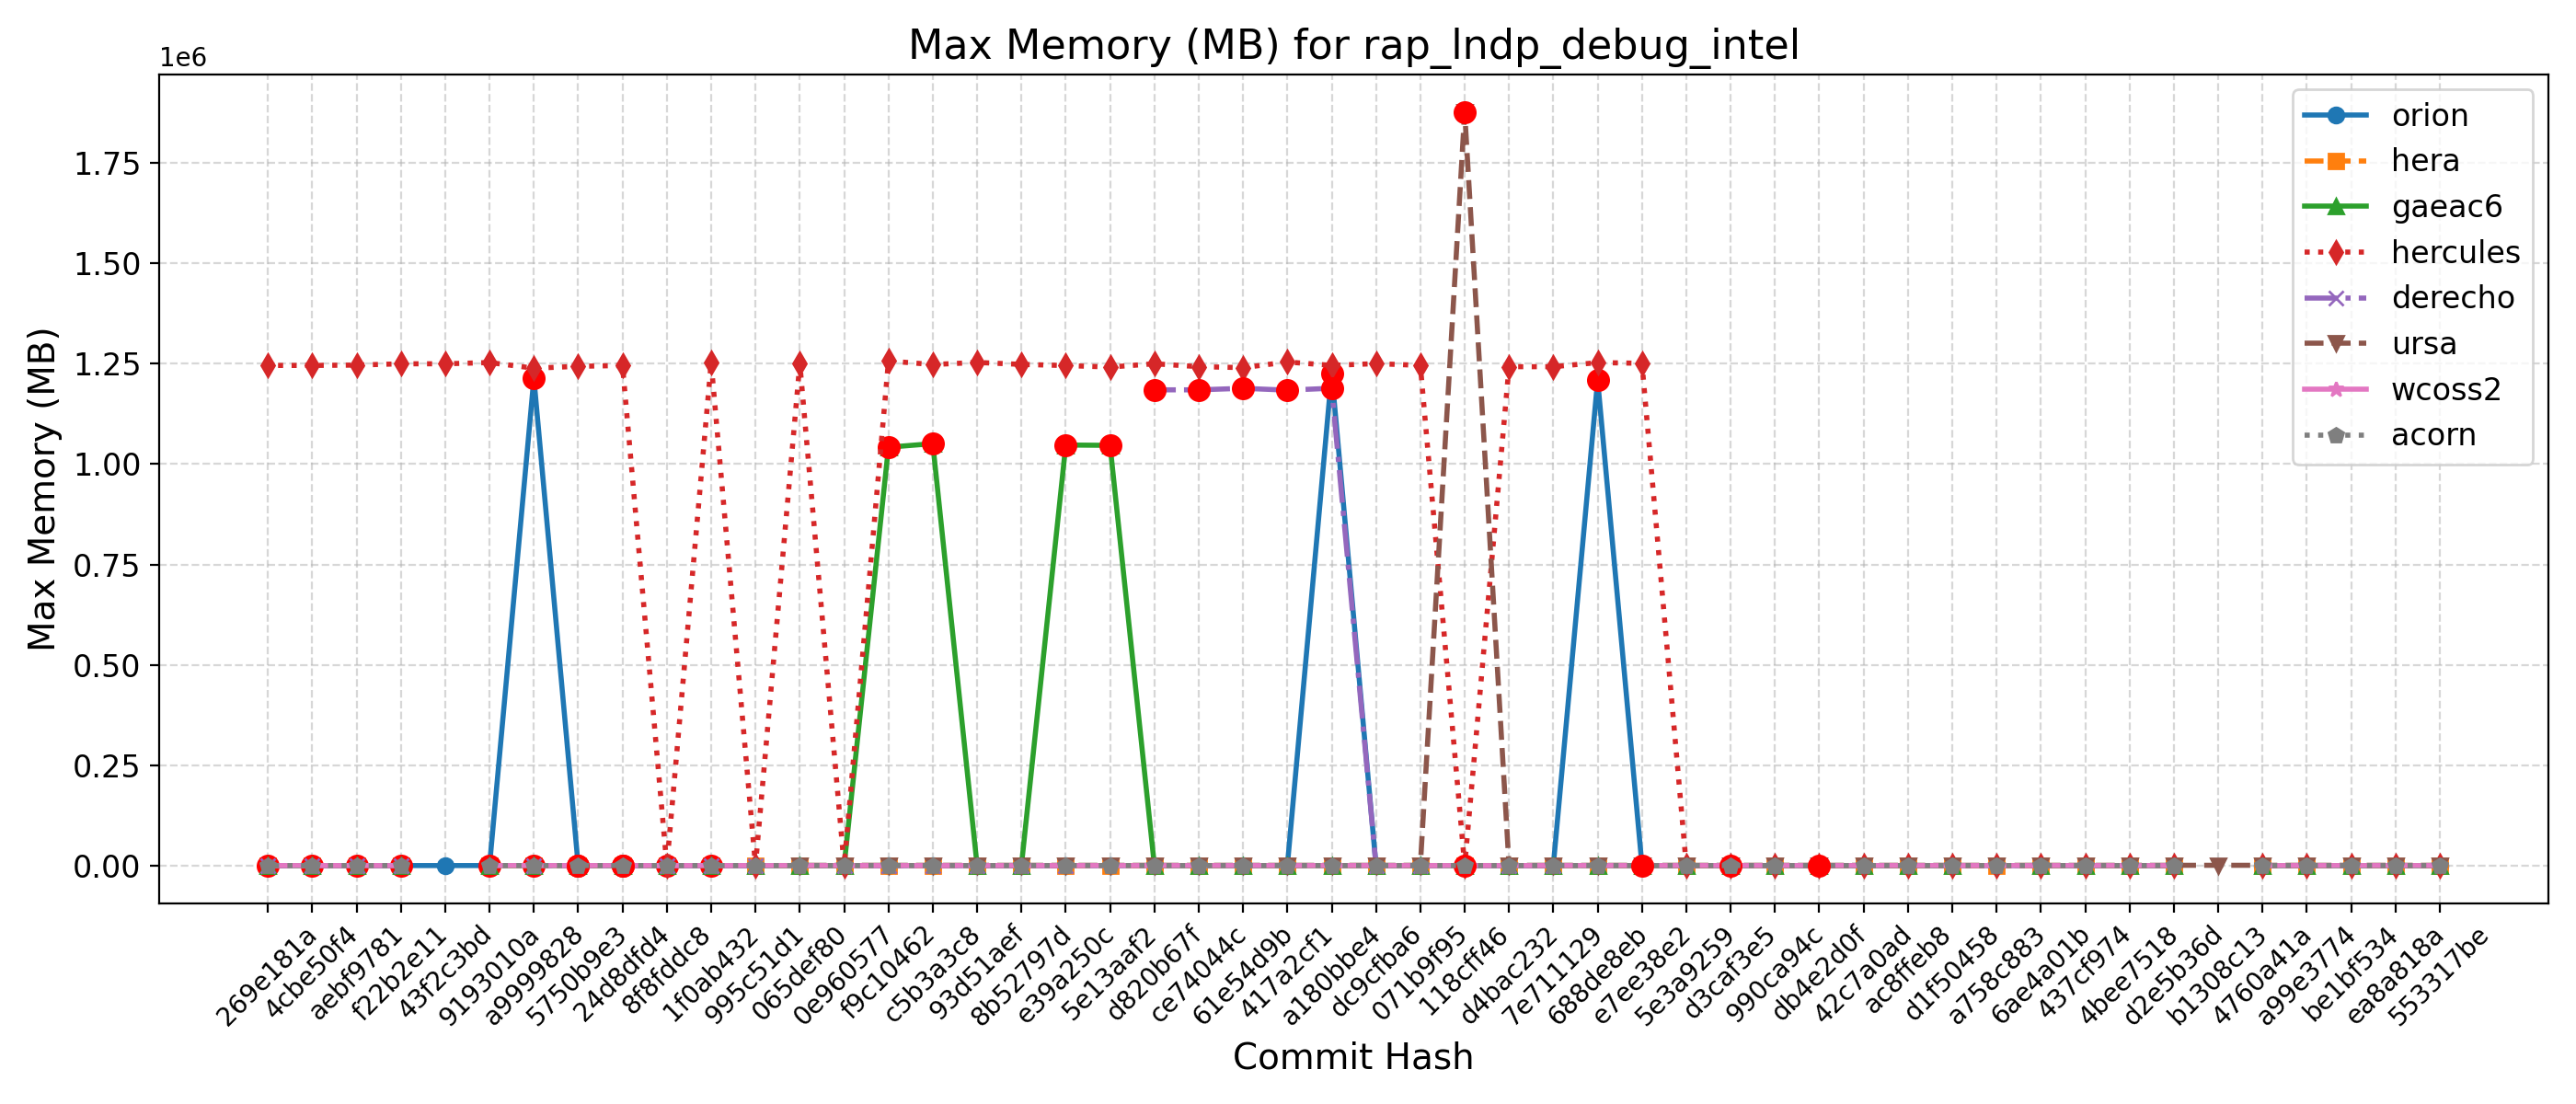 Max Memory (MB) for rap_lndp_debug_intel
1e6
1.75
1.50
1.25
1.00
0.75
0.50
0.25
0.00
Max Memory (MB)
orion
hera
gaeac6
hercules
derecho
ursa
wcoss2
acorn
269e181a
4cbe50f4
aebf9781
f22b2e11
43f2c3bd
9193010a
a9999828
5750b9e3
24d8dfd4
8f8fddc8
1f0ab432
995c51d1
065def80
0e960577
f9c10462
c5b3a3c8
93d51aef
8b52797d
e39a250c
5e13aaf2
d820b67f
ce74044c
61e54d9b
417a2cf1
a180bbe4
dc9cfba6
071b9f95
118cff46
d4bac232
7e711129
688de8eb
e7ee38e2
5e3a9259
d3caf3e5
990ca94c
db4e2d0f
42c7a0ad
ac8ffeb8
d1f50458
a758c883
6ae4a01b
437cf974
4bee7518
d2e5b36d
b1308c13
4760a41a
a99e3774
be1bf534
ea8a818a
553317be
Commit Hash